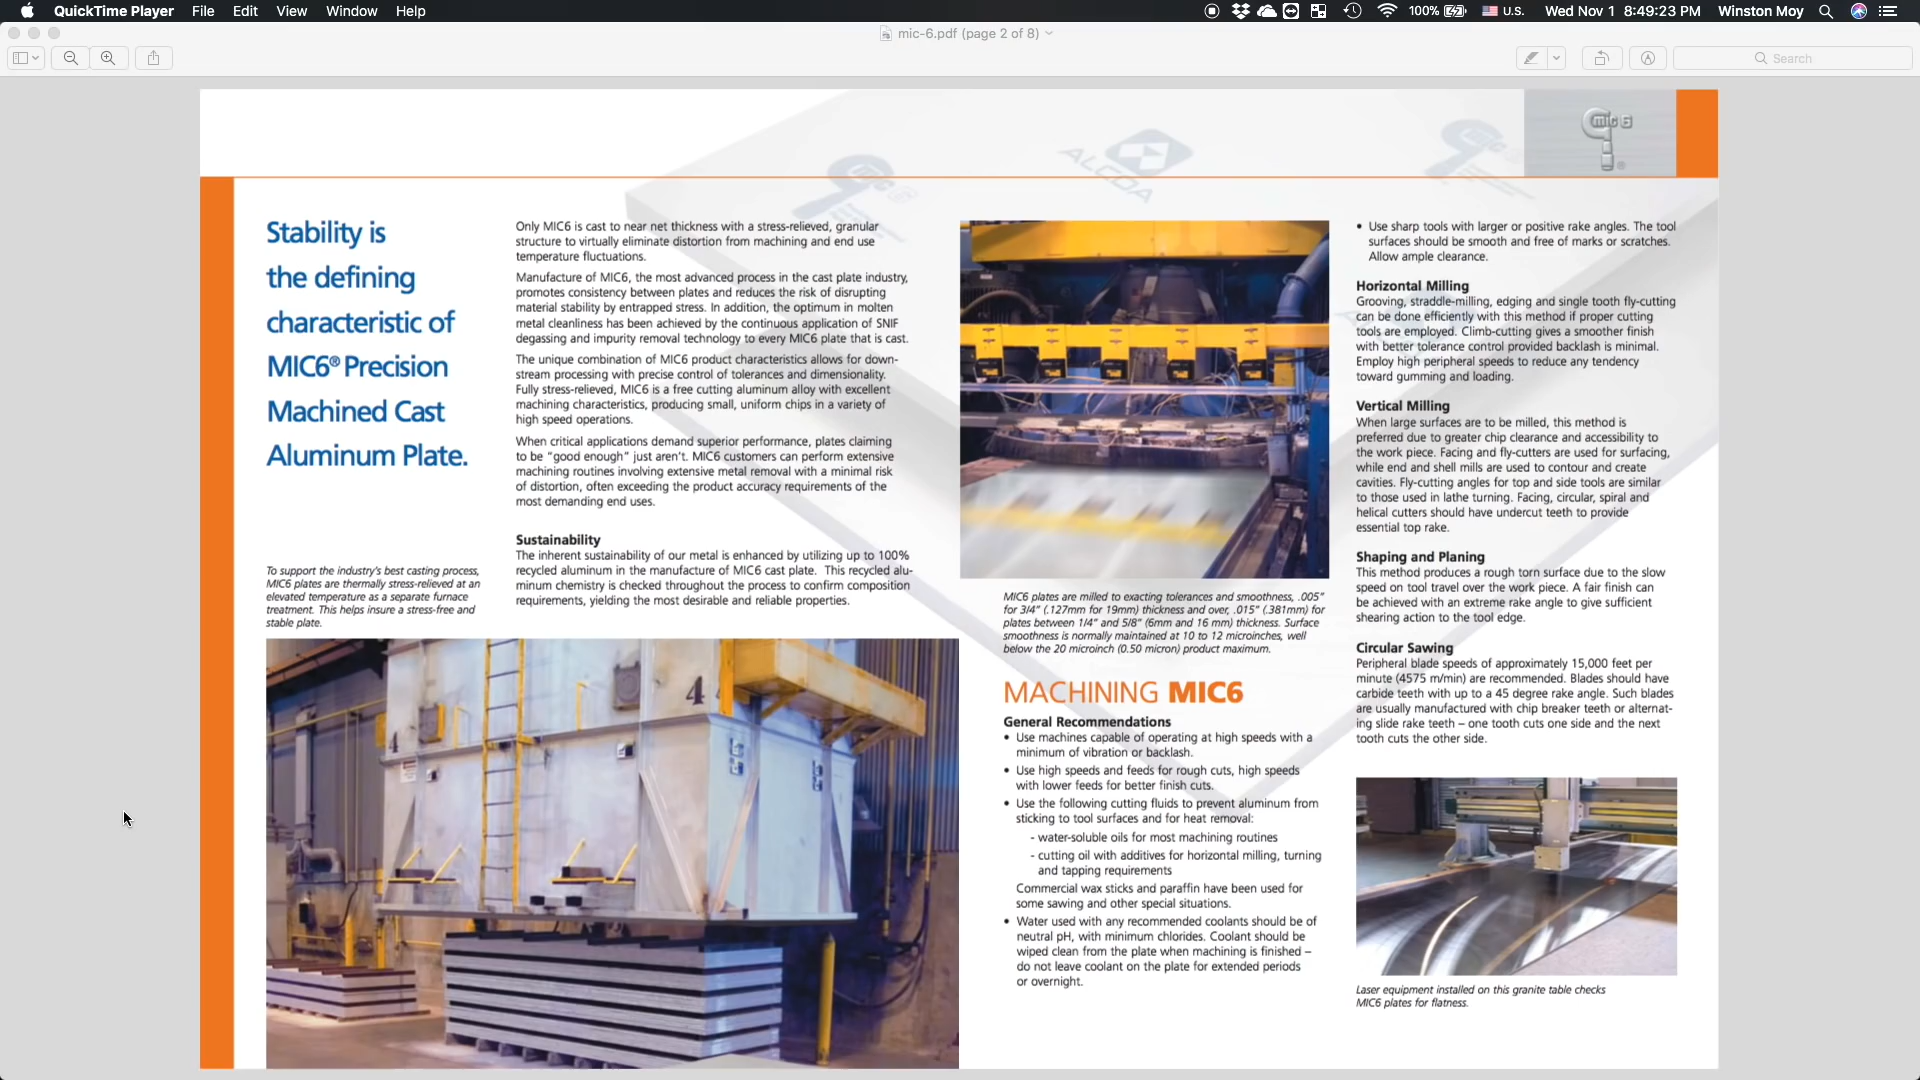 QuickTime Player File Edit View Window Help 100% U.S. Wed Nov 1 8:49:23 PM Winston Moy
mic-6.pdf (page 2 of 8)
Search
mic 6
ALCOA
Stability is
the defining
characteristic of
MIC6® Precision
Machined Cast
Aluminum Plate.
To support the industry's best casting process,
MIC6 plates are thermally stress-relieved at an
elevated temperature as a separate furnace
treatment. This helps insure a stress-free and
stable plate.
Only MIC6 is cast to near net thickness with a stress-relieved, granular
structure to virtually eliminate distortion from machining and end use
temperature fluctuations.
Manufacture of MIC6, the most advanced process in the cast plate industry,
promotes consistency between plates and reduces the risk of disrupting
material stability by entrapped stress. In addition, the optimum in molten
metal cleanliness has been achieved by the continuous application of SNIF
degassing and impurity removal technology to every MIC6 plate that is cast.
The unique combination of MIC6 product characteristics allows for down-
stream processing with precise control of tolerances and dimensionality.
Fully stress-relieved, MIC6 is a free cutting aluminum alloy with excellent
machining characteristics, producing small, uniform chips in a variety of
high speed operations.
When critical applications demand superior performance, plates claiming
to be "good enough" just aren't. MIC6 customers can perform extensive
machining routines involving extensive metal removal with a minimal risk
of distortion, often exceeding the product accuracy requirements of the
most demanding end uses.
Sustainability
The inherent sustainability of our metal is enhanced by utilizing up to 100%
recycled aluminum in the manufacture of MIC6 cast plate. This recycled alu-
minum chemistry is checked throughout the process to confirm composition
requirements, yielding the most desirable and reliable properties.
4
MIC6 plates are milled to exacting tolerances and smoothness, .005"
for 3/4" (.127mm for 19mm) thickness and over, .015" (.381mm) for
plates between 1/4" and 5/8" (6mm and 16 mm) thickness. Surface
smoothness is normally maintained at 10 to 12 microinches, well
below the 20 microinch (0.50 micron) product maximum.
MACHINING MIC6
General Recommendations
• Use machines capable of operating at high speeds with a
minimum of vibration or backlash.
• Use high speeds and feeds for rough cuts, high speeds
with lower feeds for better finish cuts.
• Use the following cutting fluids to prevent aluminum from
sticking to tool surfaces and for heat removal:
- water-soluble oils for most machining routines
- cutting oil with additives for horizontal milling, turning
and tapping requirements
Commercial wax sticks and paraffin have been used for
some sawing and other special situations.
• Water used with any recommended coolants should be of
neutral pH, with minimum chlorides. Coolant should be
wiped clean from the plate when machining is finished –
do not leave coolant on the plate for extended periods
or overnight.
• Use sharp tools with larger or positive rake angles. The tool
surfaces should be smooth and free of marks or scratches.
Allow ample clearance.
Horizontal Milling
Grooving, straddle-milling, edging and single tooth fly-cutting
can be done efficiently with this method if proper cutting
tools are employed. Climb-cutting gives a smoother finish
with better tolerance control provided backlash is minimal.
Employ high peripheral speeds to reduce any tendency
toward gumming and loading.
Vertical Milling
When large surfaces are to be milled, this method is
preferred due to greater chip clearance and accessibility to
the work piece. Facing and fly-cutters are used for surfacing,
while end and shell mills are used to contour and create
cavities. Fly-cutting angles for top and side tools are similar
to those used in lathe turning. Facing, circular, spiral and
helical cutters should have undercut teeth to provide
essential top rake.
Shaping and Planing
This method produces a rough torn surface due to the slow
speed on tool travel over the work piece. A fair finish can
be achieved with an extreme rake angle to give sufficient
shearing action to the tool edge.
Circular Sawing
Peripheral blade speeds of approximately 15,000 feet per
minute (4575 m/min) are recommended. Blades should have
carbide teeth with up to a 45 degree rake angle. Such blades
are usually manufactured with chip breaker teeth or alternat-
ing slide rake teeth – one tooth cuts one side and the next
tooth cuts the other side.
Laser equipment installed on this granite table checks
MIC6 plates for flatness.